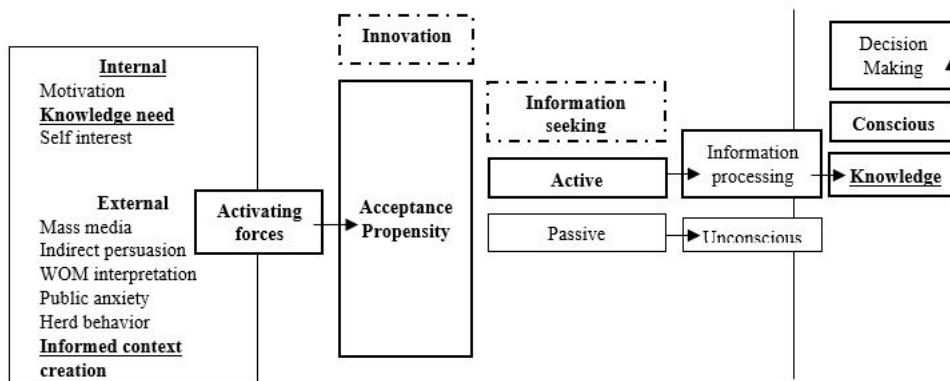 Internal
Motivation
Knowledge need
Self interest
External
Mass media
Indirect persuasion
WOM interpretation
Public anxiety
Herd behavior
Informed context
creation
Activating
forces
Innovation
Acceptance
Propensity
Information
seeking
Active
Passive
Information
processing
Unconscious
Decision
Making
Conscious
Knowledge